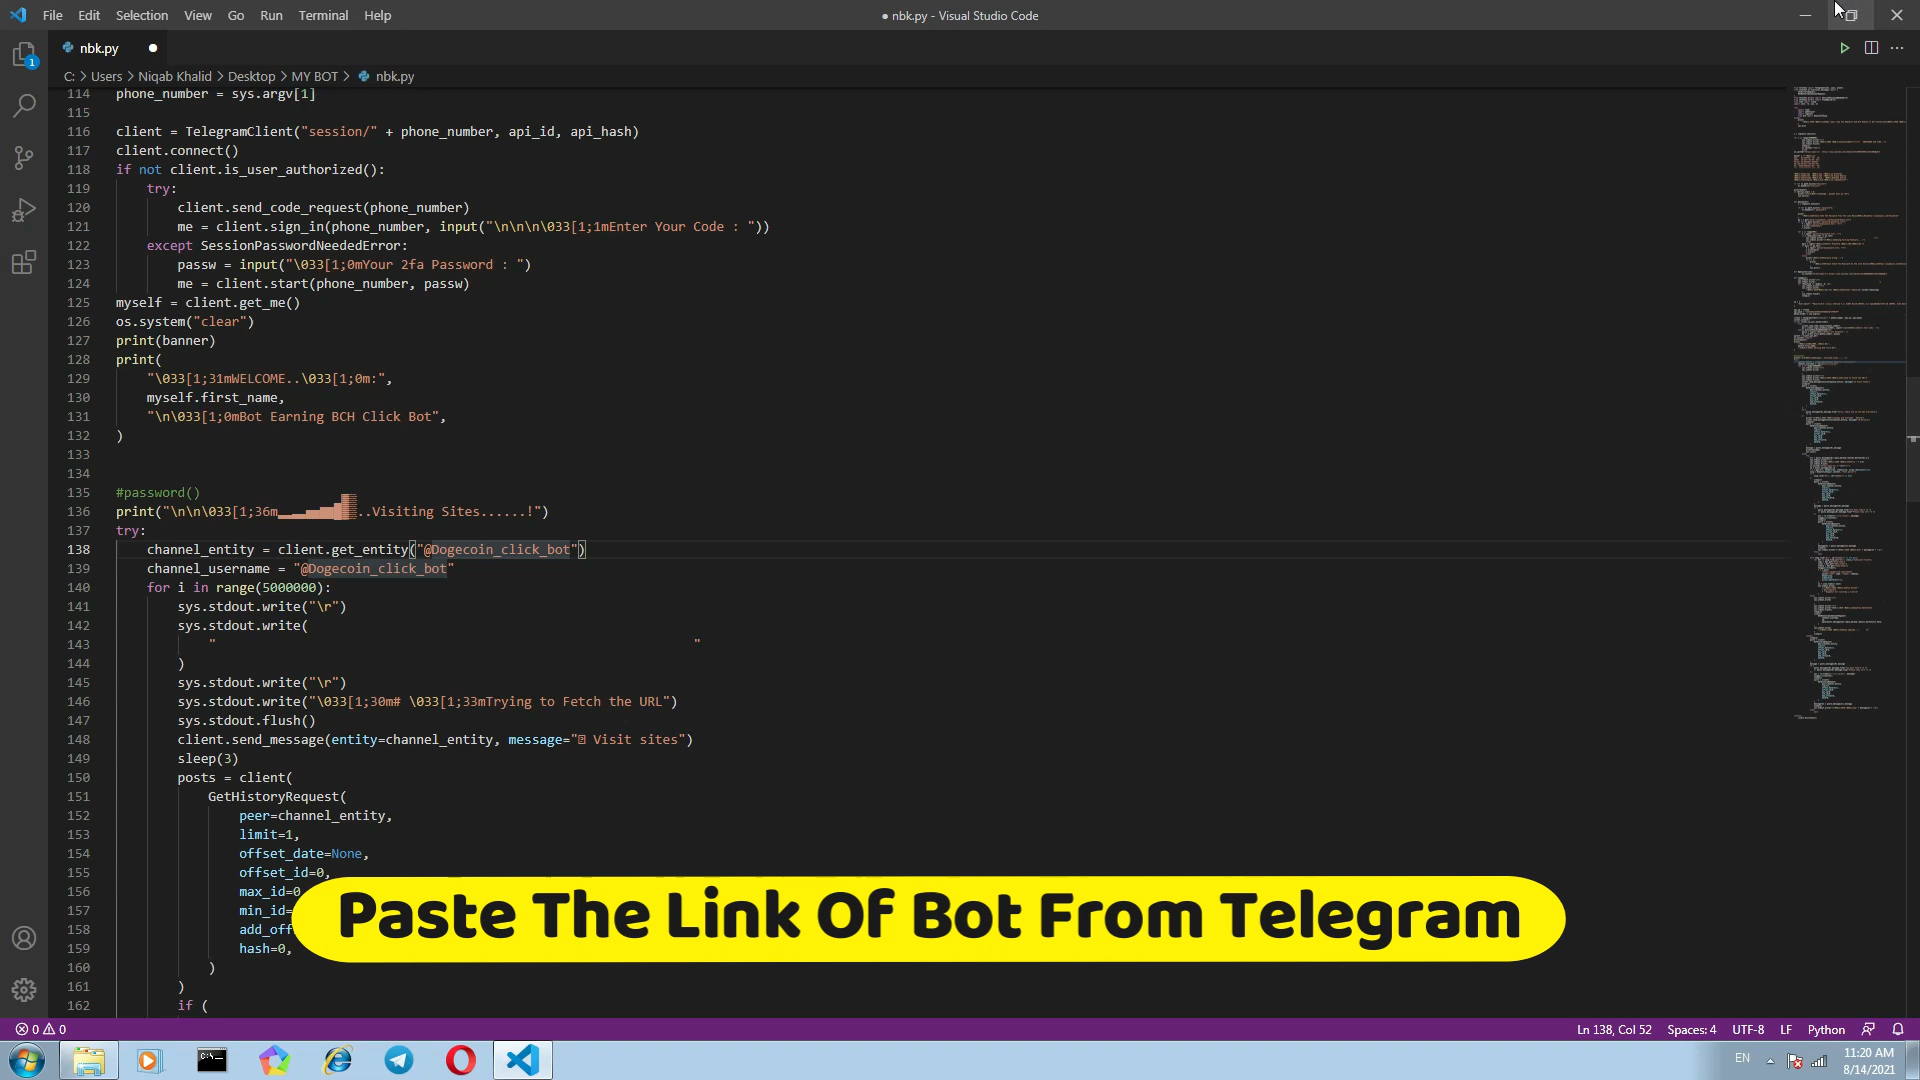 File Edit Selection View Go Run Terminal Help
● nbk.py - Visual Studio Code
nbk.py ●
C: > Users > Niqab Khalid > Desktop > MY BOT > nbk.py
114 phone_number = sys.argv[1]
115
116 client = TelegramClient("session/" + phone_number, api_id, api_hash)
117 client.connect()
118 if not client.is_user_authorized():
119 try:
120 client.send_code_request(phone_number)
121 me = client.sign_in(phone_number, input("\n\n\n\033[1;1mEnter Your Code : "))
122 except SessionPasswordNeededError:
123 passw = input("\033[1;0mYour 2fa Password : ")
124 me = client.start(phone_number, passw)
125 myself = client.get_me()
126 os.system("clear")
127 print(banner)
128 print(
129 "\033[1;31mWELCOME..\033[1;0m:",
130 myself.first_name,
131 "\n\033[1;0mBot Earning BCH Click Bot",
132 )
133
134
135 #password()
136 print("\n\n\033[1;36m▂▂▃▃▄▄▅▓..Visiting Sites......!")
137 try:
138 channel_entity = client.get_entity("@Dogecoin_click_bot")
139 channel_username = "@Dogecoin_click_bot"
140 for i in range(5000000):
141 sys.stdout.write("\r")
142 sys.stdout.write(
143 " "
144 )
145 sys.stdout.write("\r")
146 sys.stdout.write("\033[1;30m# \033[1;33mTrying to Fetch the URL")
147 sys.stdout.flush()
148 client.send_message(entity=channel_entity, message=" Visit sites")
149 sleep(3)
150 posts = client(
151 GetHistoryRequest(
152 peer=channel_entity,
153 limit=1,
154 offset_date=None,
155 offset_id=0,
156 max_id=0
157 min_id=
158 add_off
159 hash=0,
160 )
161 )
162 if (
Paste The Link Of Bot From Telegram
0 0
Ln 138, Col 52 Spaces: 4 UTF-8 LF Python
EN
11:20 AM
8/14/2021